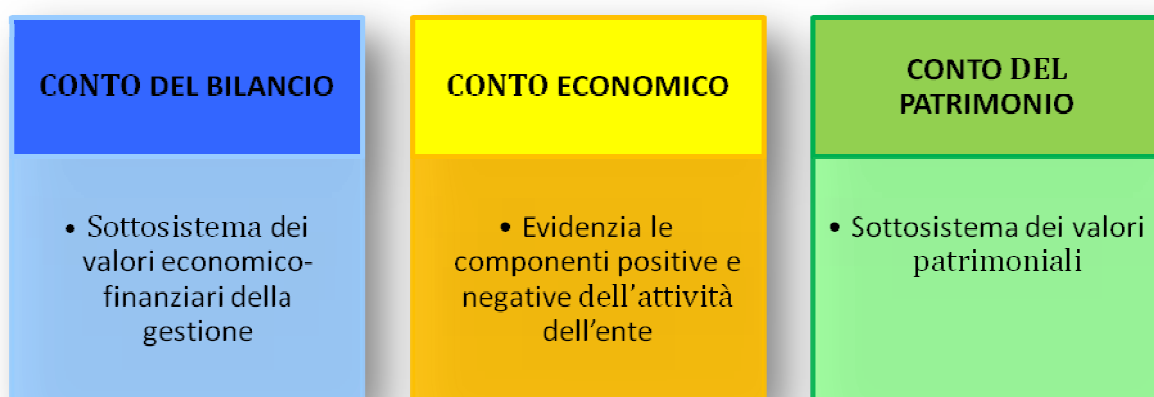 CONTO DEL BILANCIO
• Sottosistema dei
valori economico-
finanziari della
gestione
CONTO ECONOMICO
• Evidenzia le
componenti positive e
negative dell’attività
dell’ente
CONTO DEL
PATRIMONIO
• Sottosistema dei valori
patrimoniali